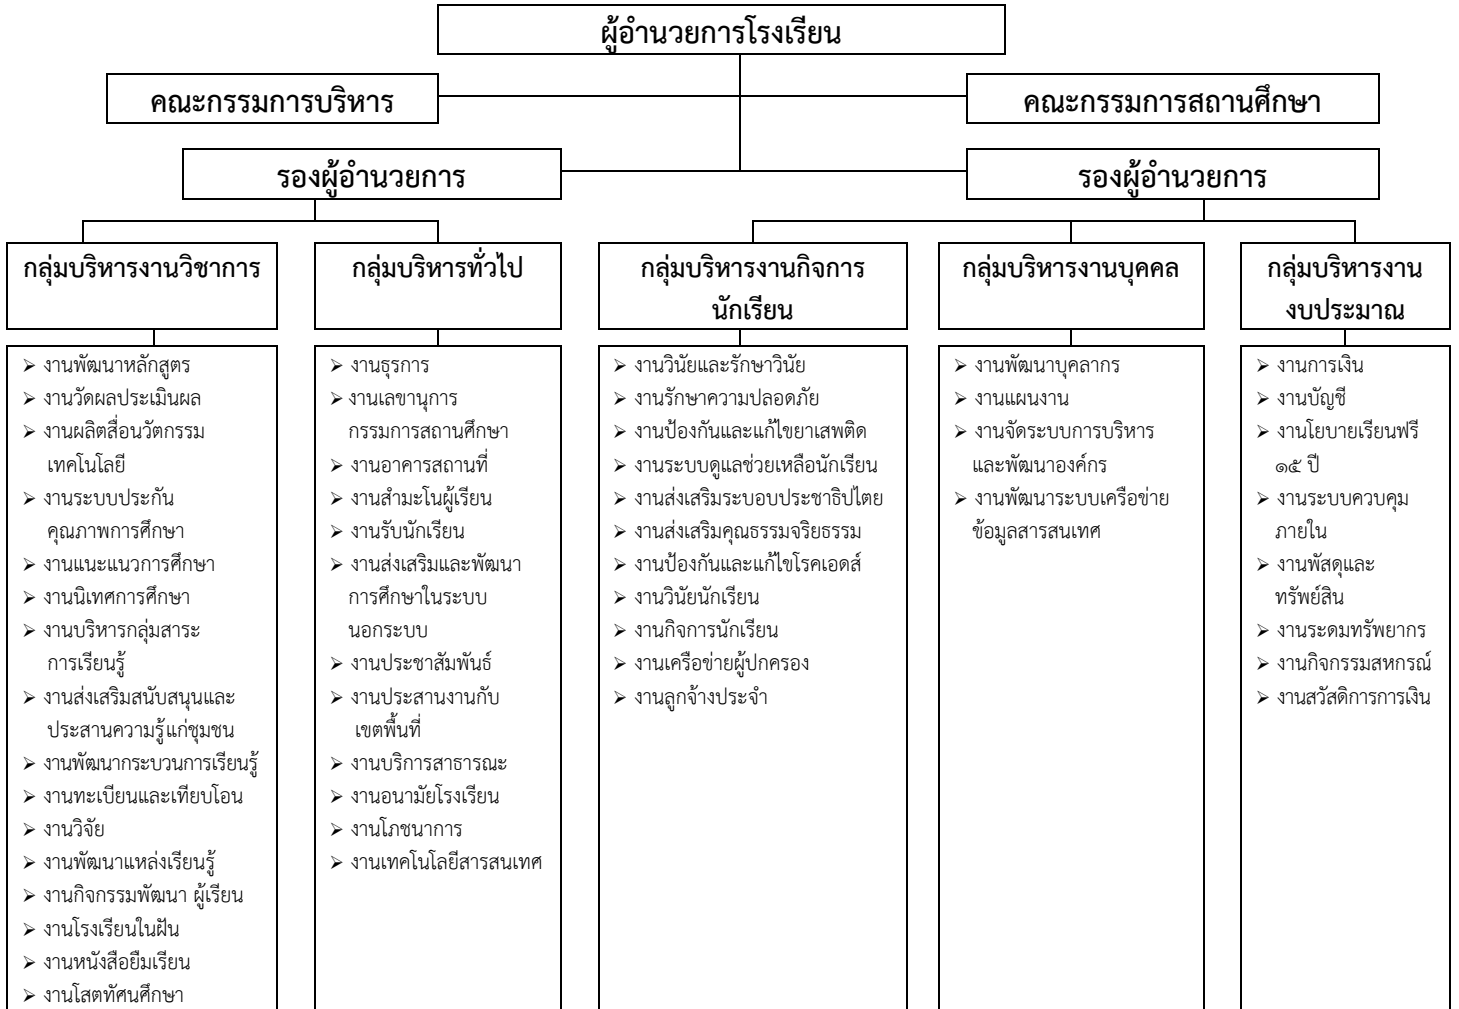 ผู้อำนวยการโรงเรียน
คณะกรรมการบริหาร
คณะกรรมการสถานศึกษา
รองผู้อำนวยการ
รองผู้อำนวยการ
กลุ่มบริหารงานวิชาการ
➢ งานพัฒนาหลักสูตร
➢ งานวัดผลประเมินผล
➢ งานผลิตสื่อนวัตกรรม
เทคโนโลยี
➢ งานระบบประกัน
คุณภาพการศึกษา
➢ งานแนะแนวการศึกษา
➢ งานนิเทศการศึกษา
➢ งานบริหารกลุ่มสาระ
การเรียนรู้
➢ งานส่งเสริมสนับสนุนและ
ประสานความรู้แก่ชุมชน
➢ งานพัฒนากระบวนการเรียนรู้
➢ งานทะเบียนและเทียบโอน
➢ งานวิจัย
➢ งานพัฒนาแหล่งเรียนรู้
➢ งานกิจกรรมพัฒนา ผู้เรียน
➢ งานโรงเรียนในฝัน
➢ งานหนังสือยืมเรียน
➢ งานโสตทัศนศึกษา
กลุ่มบริหารทั่วไป
➢ งานธุรการ
➢ งานเลขานุการ
กรรมการสถานศึกษา
➢ งานอาคารสถานที่
➢ งานสำมะโนผู้เรียน
➢ งานรับนักเรียน
➢ งานส่งเสริมและพัฒนา
การศึกษาในระบบ
นอกระบบ
➢ งานประชาสัมพันธ์
➢ งานประสานงานกับ
เขตพื้นที่
➢ งานบริการสาธารณะ
➢ งานอนามัยโรงเรียน
➢ งานโภชนาการ
➢ งานเทคโนโลยีสารสนเทศ
กลุ่มบริหารงานกิจการ
นักเรียน
➢ งานวินัยและรักษาวินัย
➢ งานรักษาความปลอดภัย
➢ งานป้องกันและแก้ไขยาเสพติด
➢ งานระบบดูแลช่วยเหลือนักเรียน
➢ งานส่งเสริมระบอบประชาธิปไตย
➢ งานส่งเสริมคุณธรรมจริยธรรม
➢ งานป้องกันและแก้ไขโรคเอดส์
➢ งานวินัยนักเรียน
➢ งานกิจการนักเรียน
➢ งานเครือข่ายผู้ปกครอง
➢ งานลูกจ้างประจำ
กลุ่มบริหารงานบุคคล
➢ งานพัฒนาบุคลากร
➢ งานแผนงาน
➢ งานจัดระบบการบริหาร
และพัฒนาองค์กร
➢ งานพัฒนาระบบเครือข่าย
ข้อมูลสารสนเทศ
กลุ่มบริหารงาน
งบประมาณ
➢ งานการเงิน
➢ งานบัญชี
➢ งานโยบายเรียนฟรี
๑๕ ปี
➢ งานระบบควบคุม
ภายใน
➢ งานพัสดุและ
ทรัพย์สิน
➢ งานระดมทรัพยากร
➢ งานกิจกรรมสหกรณ์
➢ งานสวัสดิการการเงิน